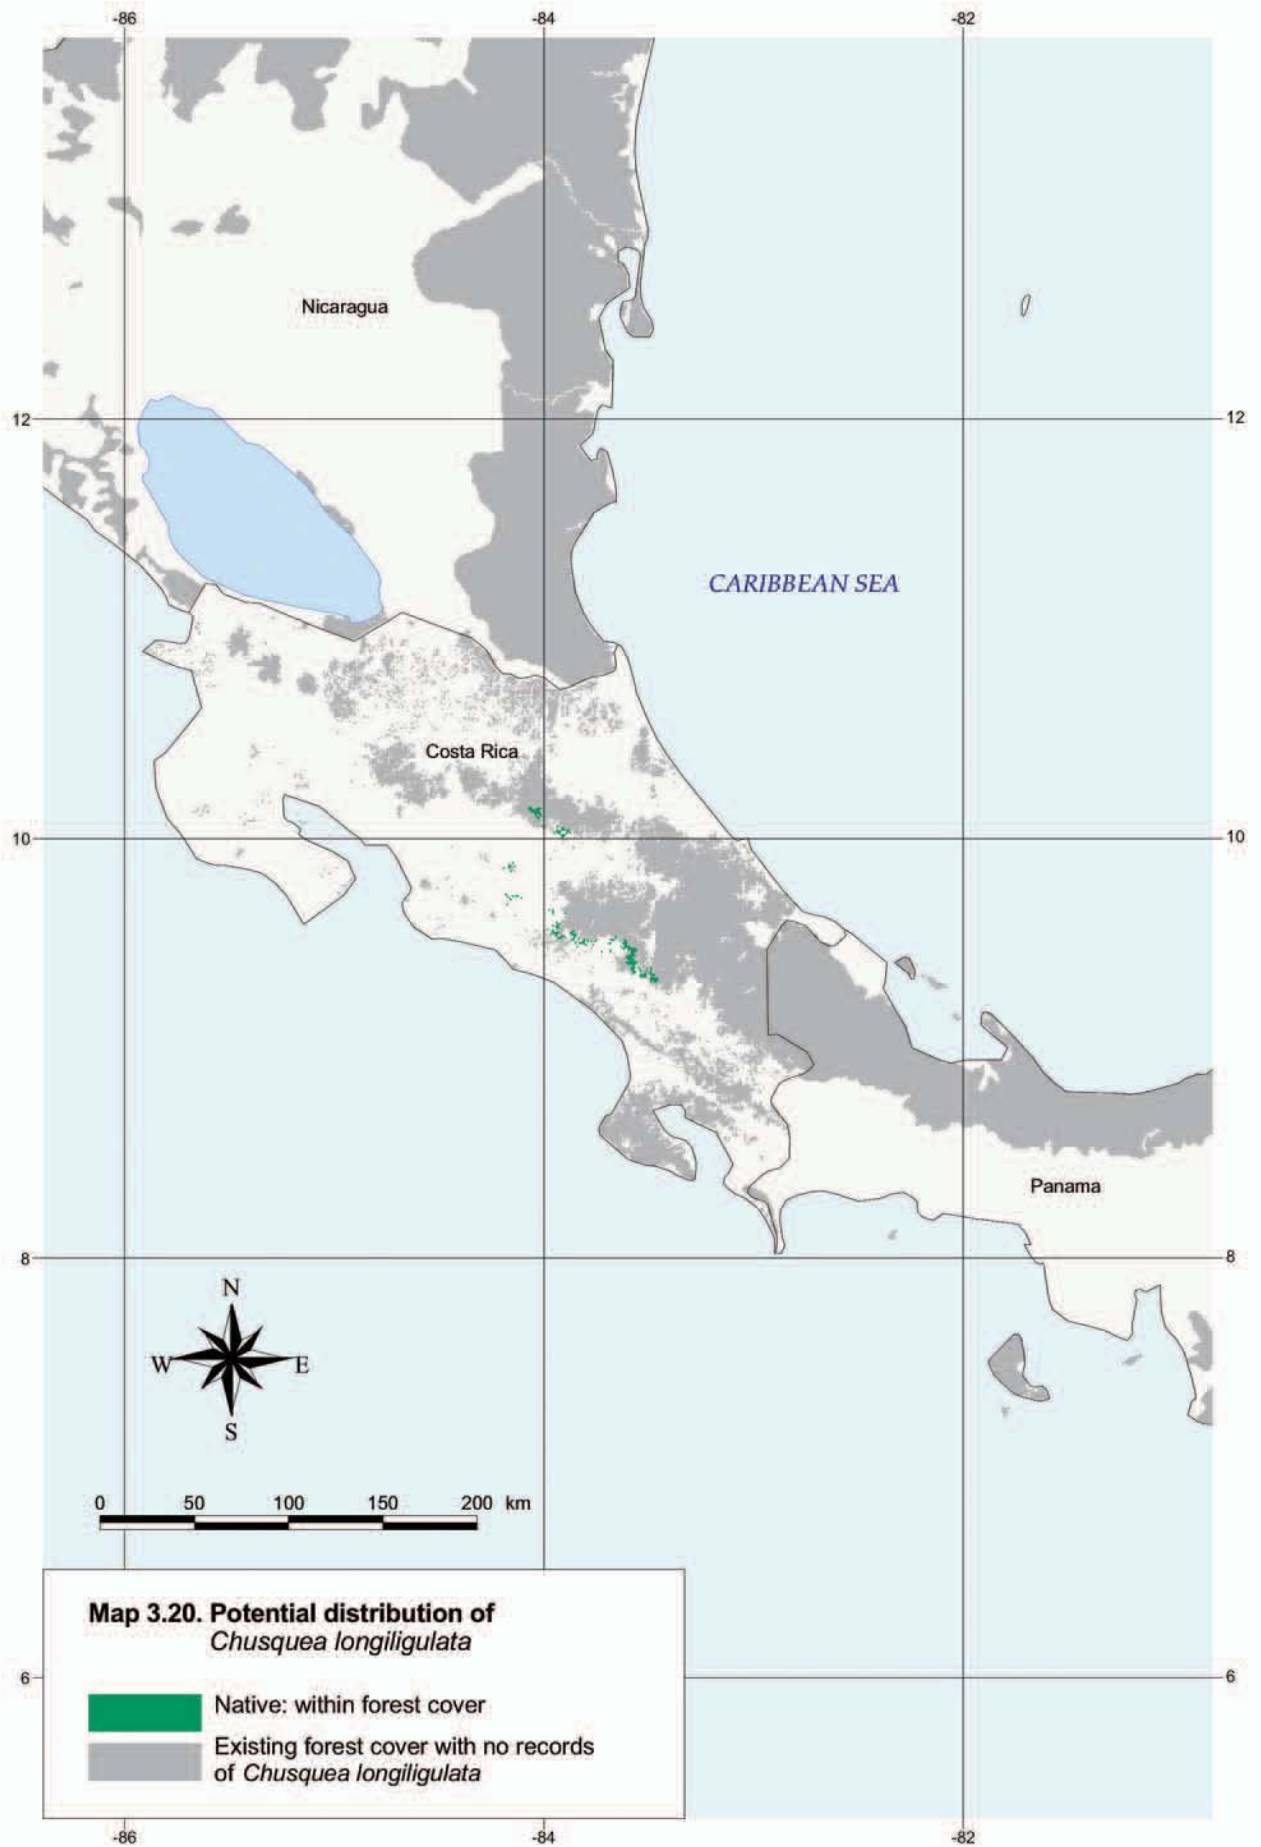 -86 -84 -82
Nicaragua
12 12
CARIBBEAN SEA
Costa Rica
10 10
Panama
8 8
N
W E
S
0 50 100 150 200 km
Map 3.20. Potential distribution of
Chusquea longiligulata
6 6
Native: within forest cover
Existing forest cover with no records
of Chusquea longiligulata
-86 -84 -82